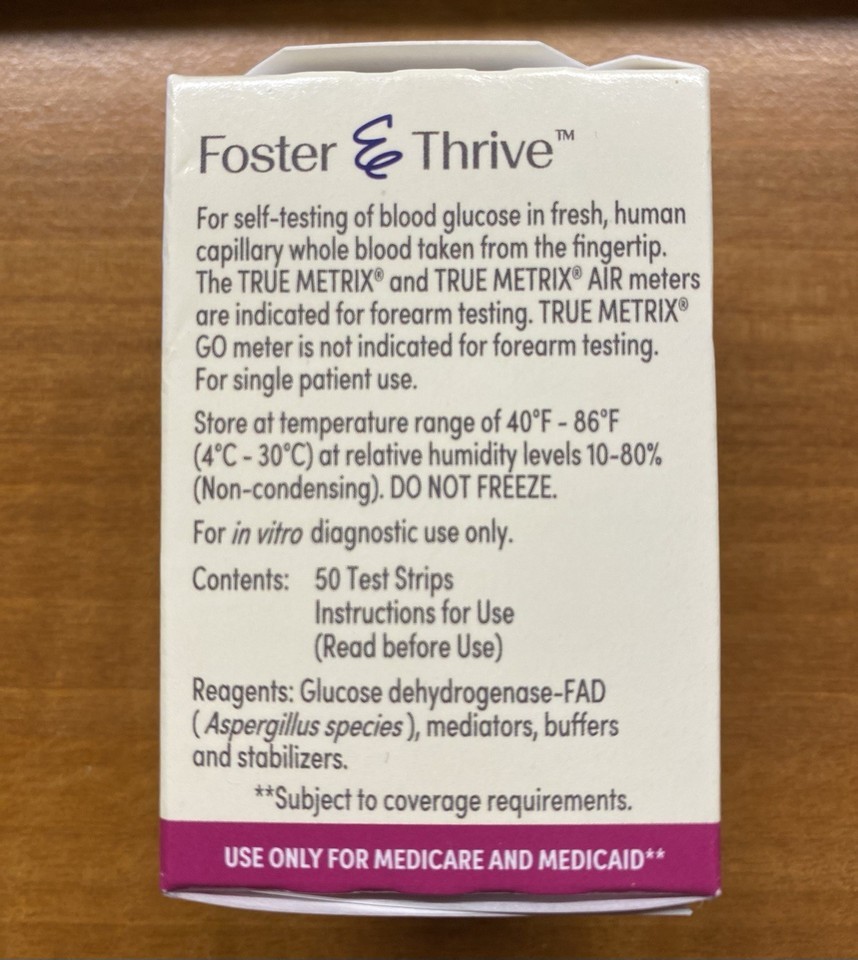 Foster & Thrive™
For self-testing of blood glucose in fresh, human
capillary whole blood taken from the fingertip.
The TRUE METRIX® and TRUE METRIX® AIR meters
are indicated for forearm testing. TRUE METRIX®
GO meter is not indicated for forearm testing.
For single patient use.
Store at temperature range of 40°F - 86°F
(4°C - 30°C) at relative humidity levels 10-80%
(Non-condensing). DO NOT FREEZE.
For in vitro diagnostic use only.
Contents: 50 Test Strips
Instructions for Use
(Read before Use)
Reagents: Glucose dehydrogenase-FAD
( Aspergillus species ), mediators, buffers
and stabilizers.
**Subject to coverage requirements.
USE ONLY FOR MEDICARE AND MEDICAID**